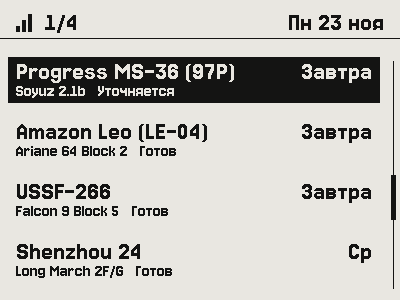 1/4 Пн 23 ноя
Progress MS-36 (97P) Завтра
Soyuz 2.1b Уточняется
Amazon Leo (LE-04) Завтра
Ariane 64 Block 2 Готов
USSF-266 Завтра
Falcon 9 Block 5 Готов
Shenzhou 24 Ср
Long March 2F/G Готов